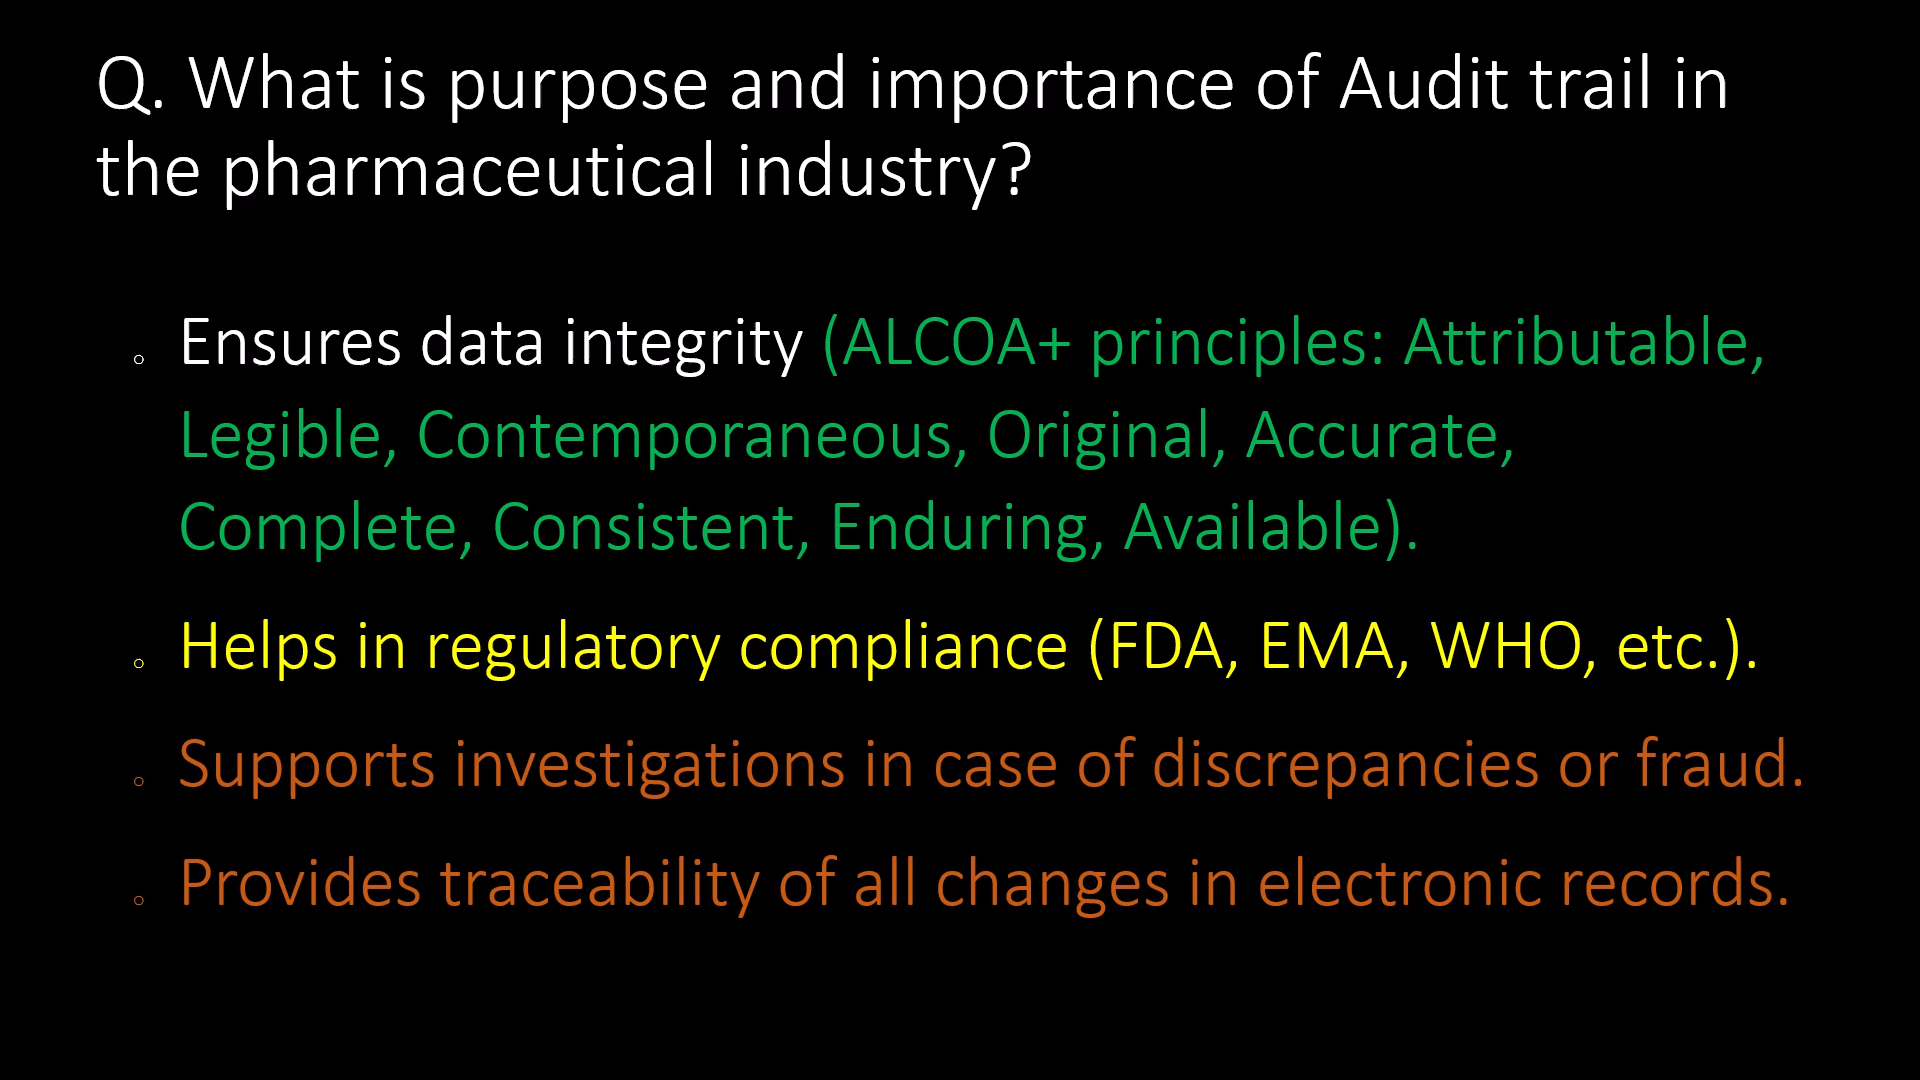 Q. What is purpose and importance of Audit trail in
the pharmaceutical industry?
Ensures data integrity (ALCOA+ principles: Attributable,
Legible, Contemporaneous, Original, Accurate,
Complete, Consistent, Enduring, Available).
Helps in regulatory compliance (FDA, EMA, WHO, etc.).
Supports investigations in case of discrepancies or fraud.
Provides traceability of all changes in electronic records.